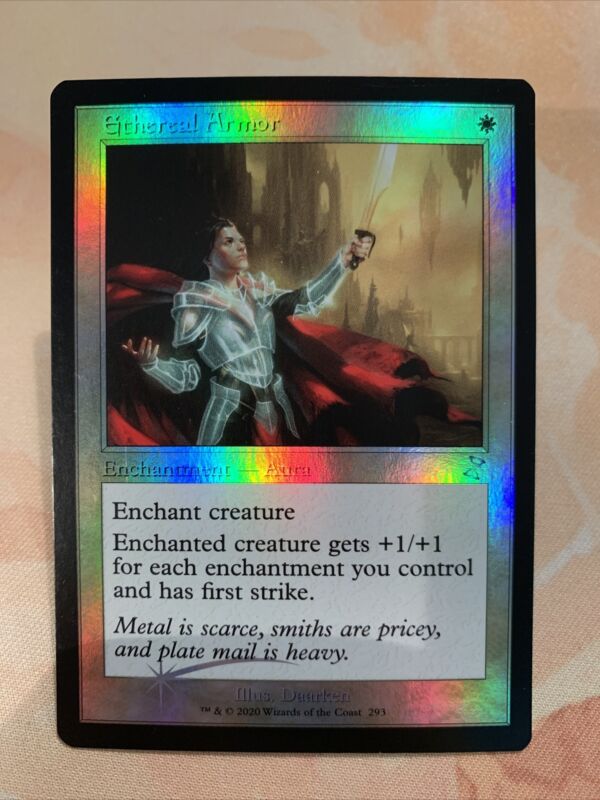 Ethereal Armor
Enchantment — Aura
Enchant creature
Enchanted creature gets +1/+1
for each enchantment you control
and has first strike.
Metal is scarce, smiths are pricey,
and plate mail is heavy.
Illus. Daarken
™ & © 2020 Wizards of the Coast 293